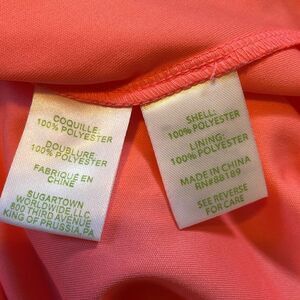 COQUILLE:
100% POLYESTER
DOUBLURE:
100% POLYESTER
FABRIQUÉ EN
CHINE
SUGARTOWN
WORLDWIDE,LLC.
800 THIRD AVENUE
KING OF PRUSSIA,PA
SHELL:
100% POLYESTER
LINING:
100% POLYESTER
MADE IN CHINA
RN#88189
SEE REVERSE
FOR CARE